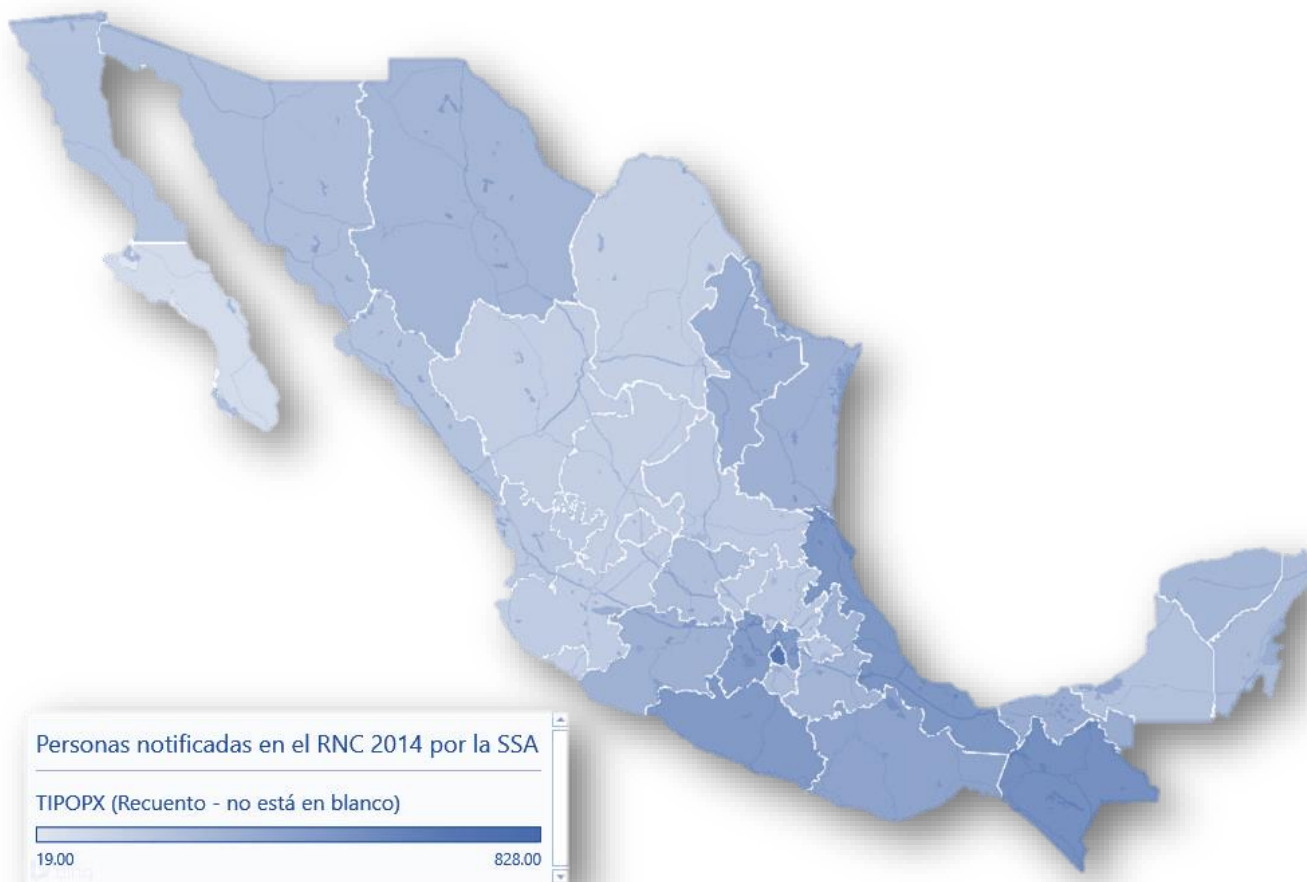 Personas notificadas en el RNC 2014 por la SSA
TIPOPX (Recuento - no está en blanco)
19.00 828.00